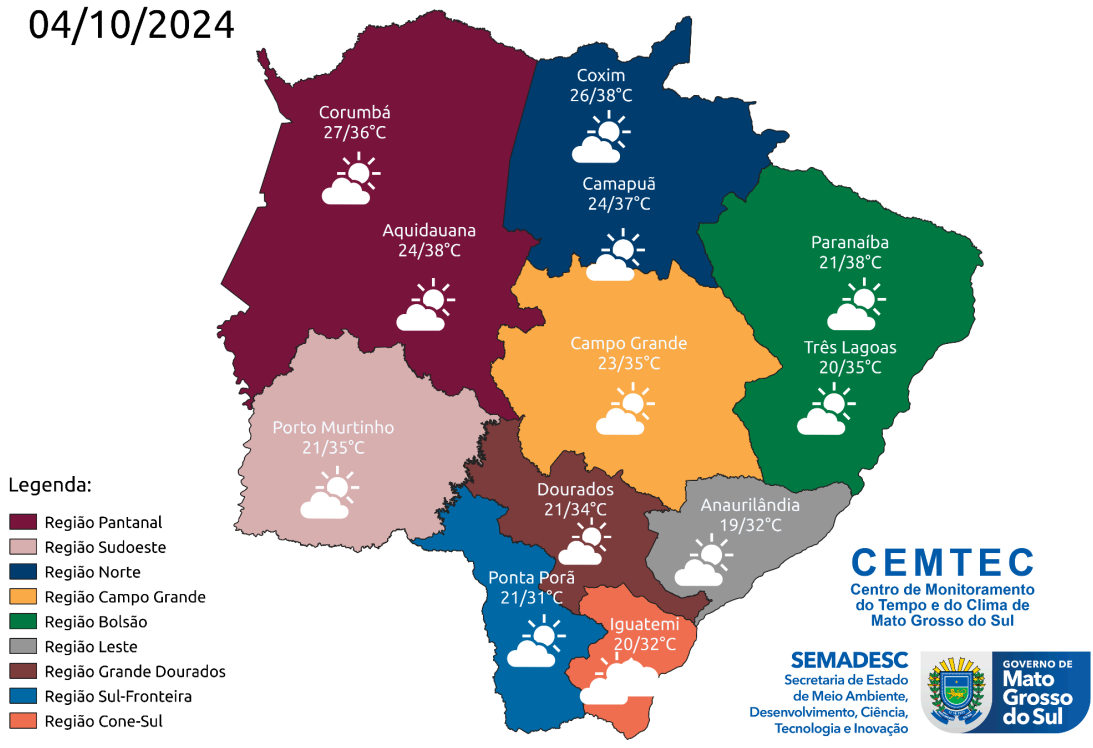 04/10/2024
Coxim
26/38°C
Corumbá
27/36°C
Camapuã
24/37°C
Aquidauana
24/38°C
Paranaíba
21/38°C
Campo Grande
23/35°C
Três Lagoas
20/35°C
Porto Murtinho
21/35°C
Dourados
21/34°C
Anaurilândia
19/32°C
Ponta Porã
21/31°C
Iguatemi
20/32°C
Legenda:
Região Pantanal
Região Sudoeste
Região Norte
Região Campo Grande
Região Bolsão
Região Leste
Região Grande Dourados
Região Sul-Fronteira
Região Cone-Sul
CEMTEC
Centro de Monitoramento
do Tempo e do Clima de
Mato Grosso do Sul
SEMADESC
Secretaria de Estado
de Meio Ambiente,
Desenvolvimento, Ciência,
Tecnologia e Inovação
GOVERNO DE
Mato
Grosso
do Sul